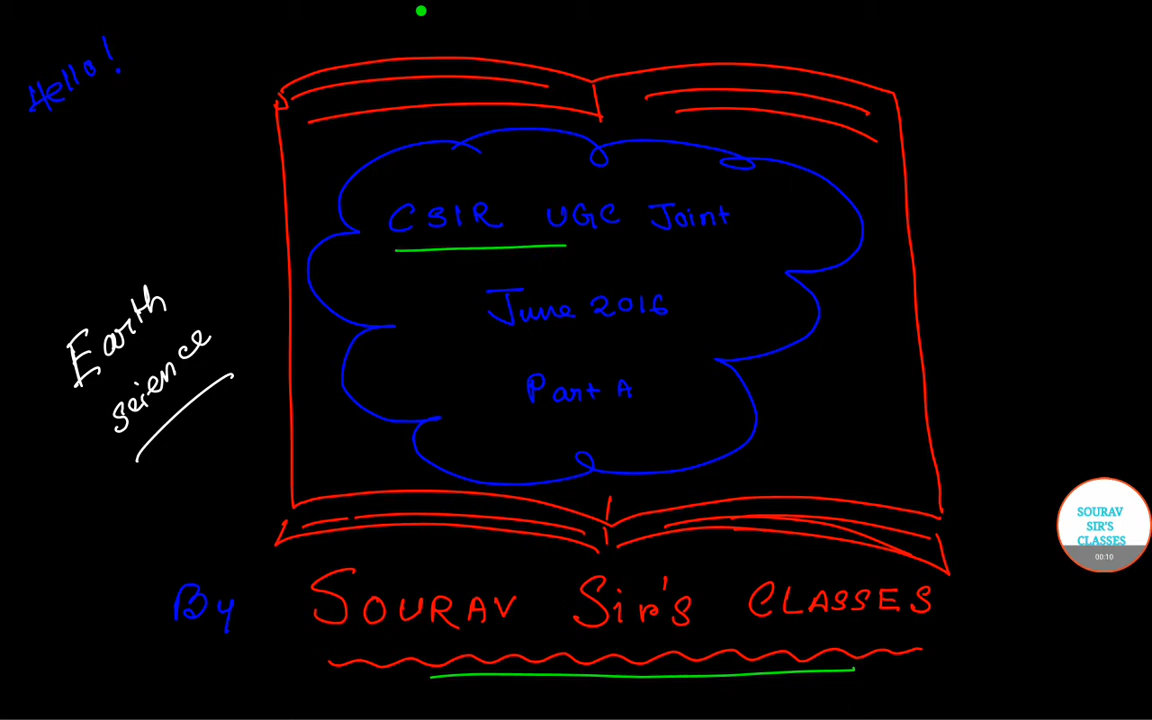 Hello!
CSIR UGC Joint
June 2016
Part A
Earth
science
By SOURAV Sir's CLASSES
SOURAV
SIR'S
CLASSES
00:10